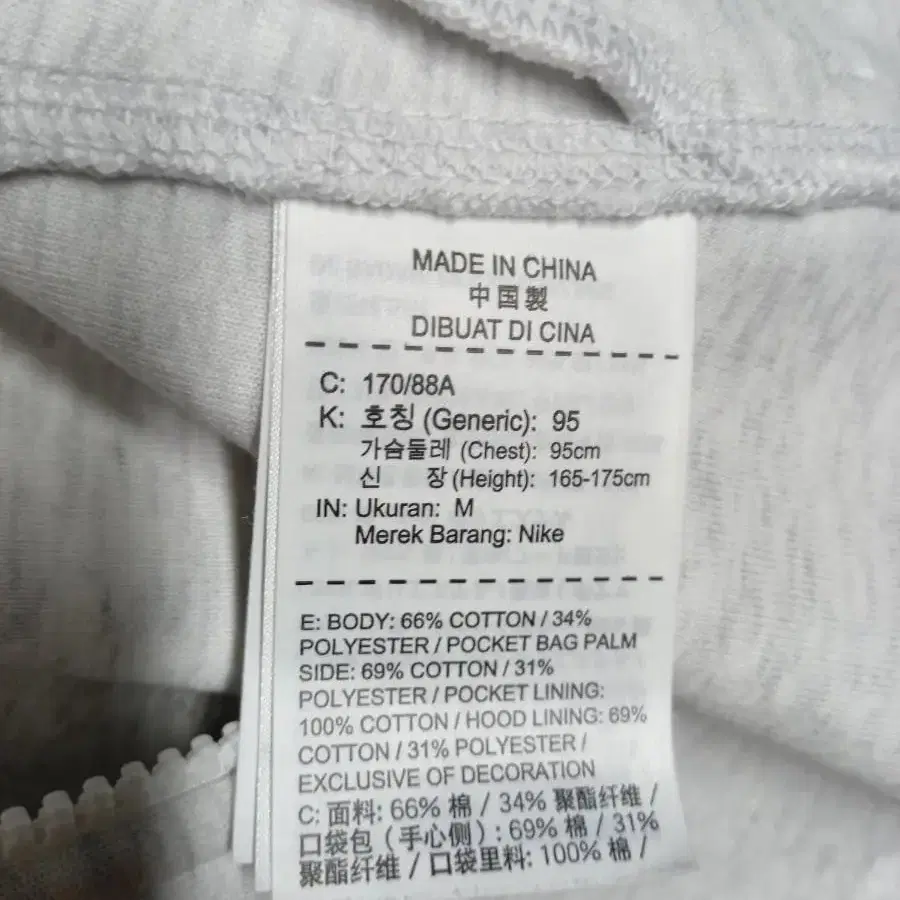 MADE IN CHINA
中国製
DIBUAT DI CINA
C: 170/88A
K: 호칭 (Generic): 95
가슴둘레 (Chest): 95cm
신 장 (Height): 165-175cm
IN: Ukuran: M
Merek Barang: Nike
E: BODY: 66% COTTON / 34%
POLYESTER / POCKET BAG PALM
SIDE: 69% COTTON / 31%
POLYESTER / POCKET LINING:
100% COTTON / HOOD LINING: 69%
COTTON / 31% POLYESTER /
EXCLUSIVE OF DECORATION
C: 面料: 66% 棉 / 34% 聚酯纤维 /
口袋包（手心侧）: 69% 棉 / 31%
聚酯纤维 / 口袋里料: 100% 棉 /